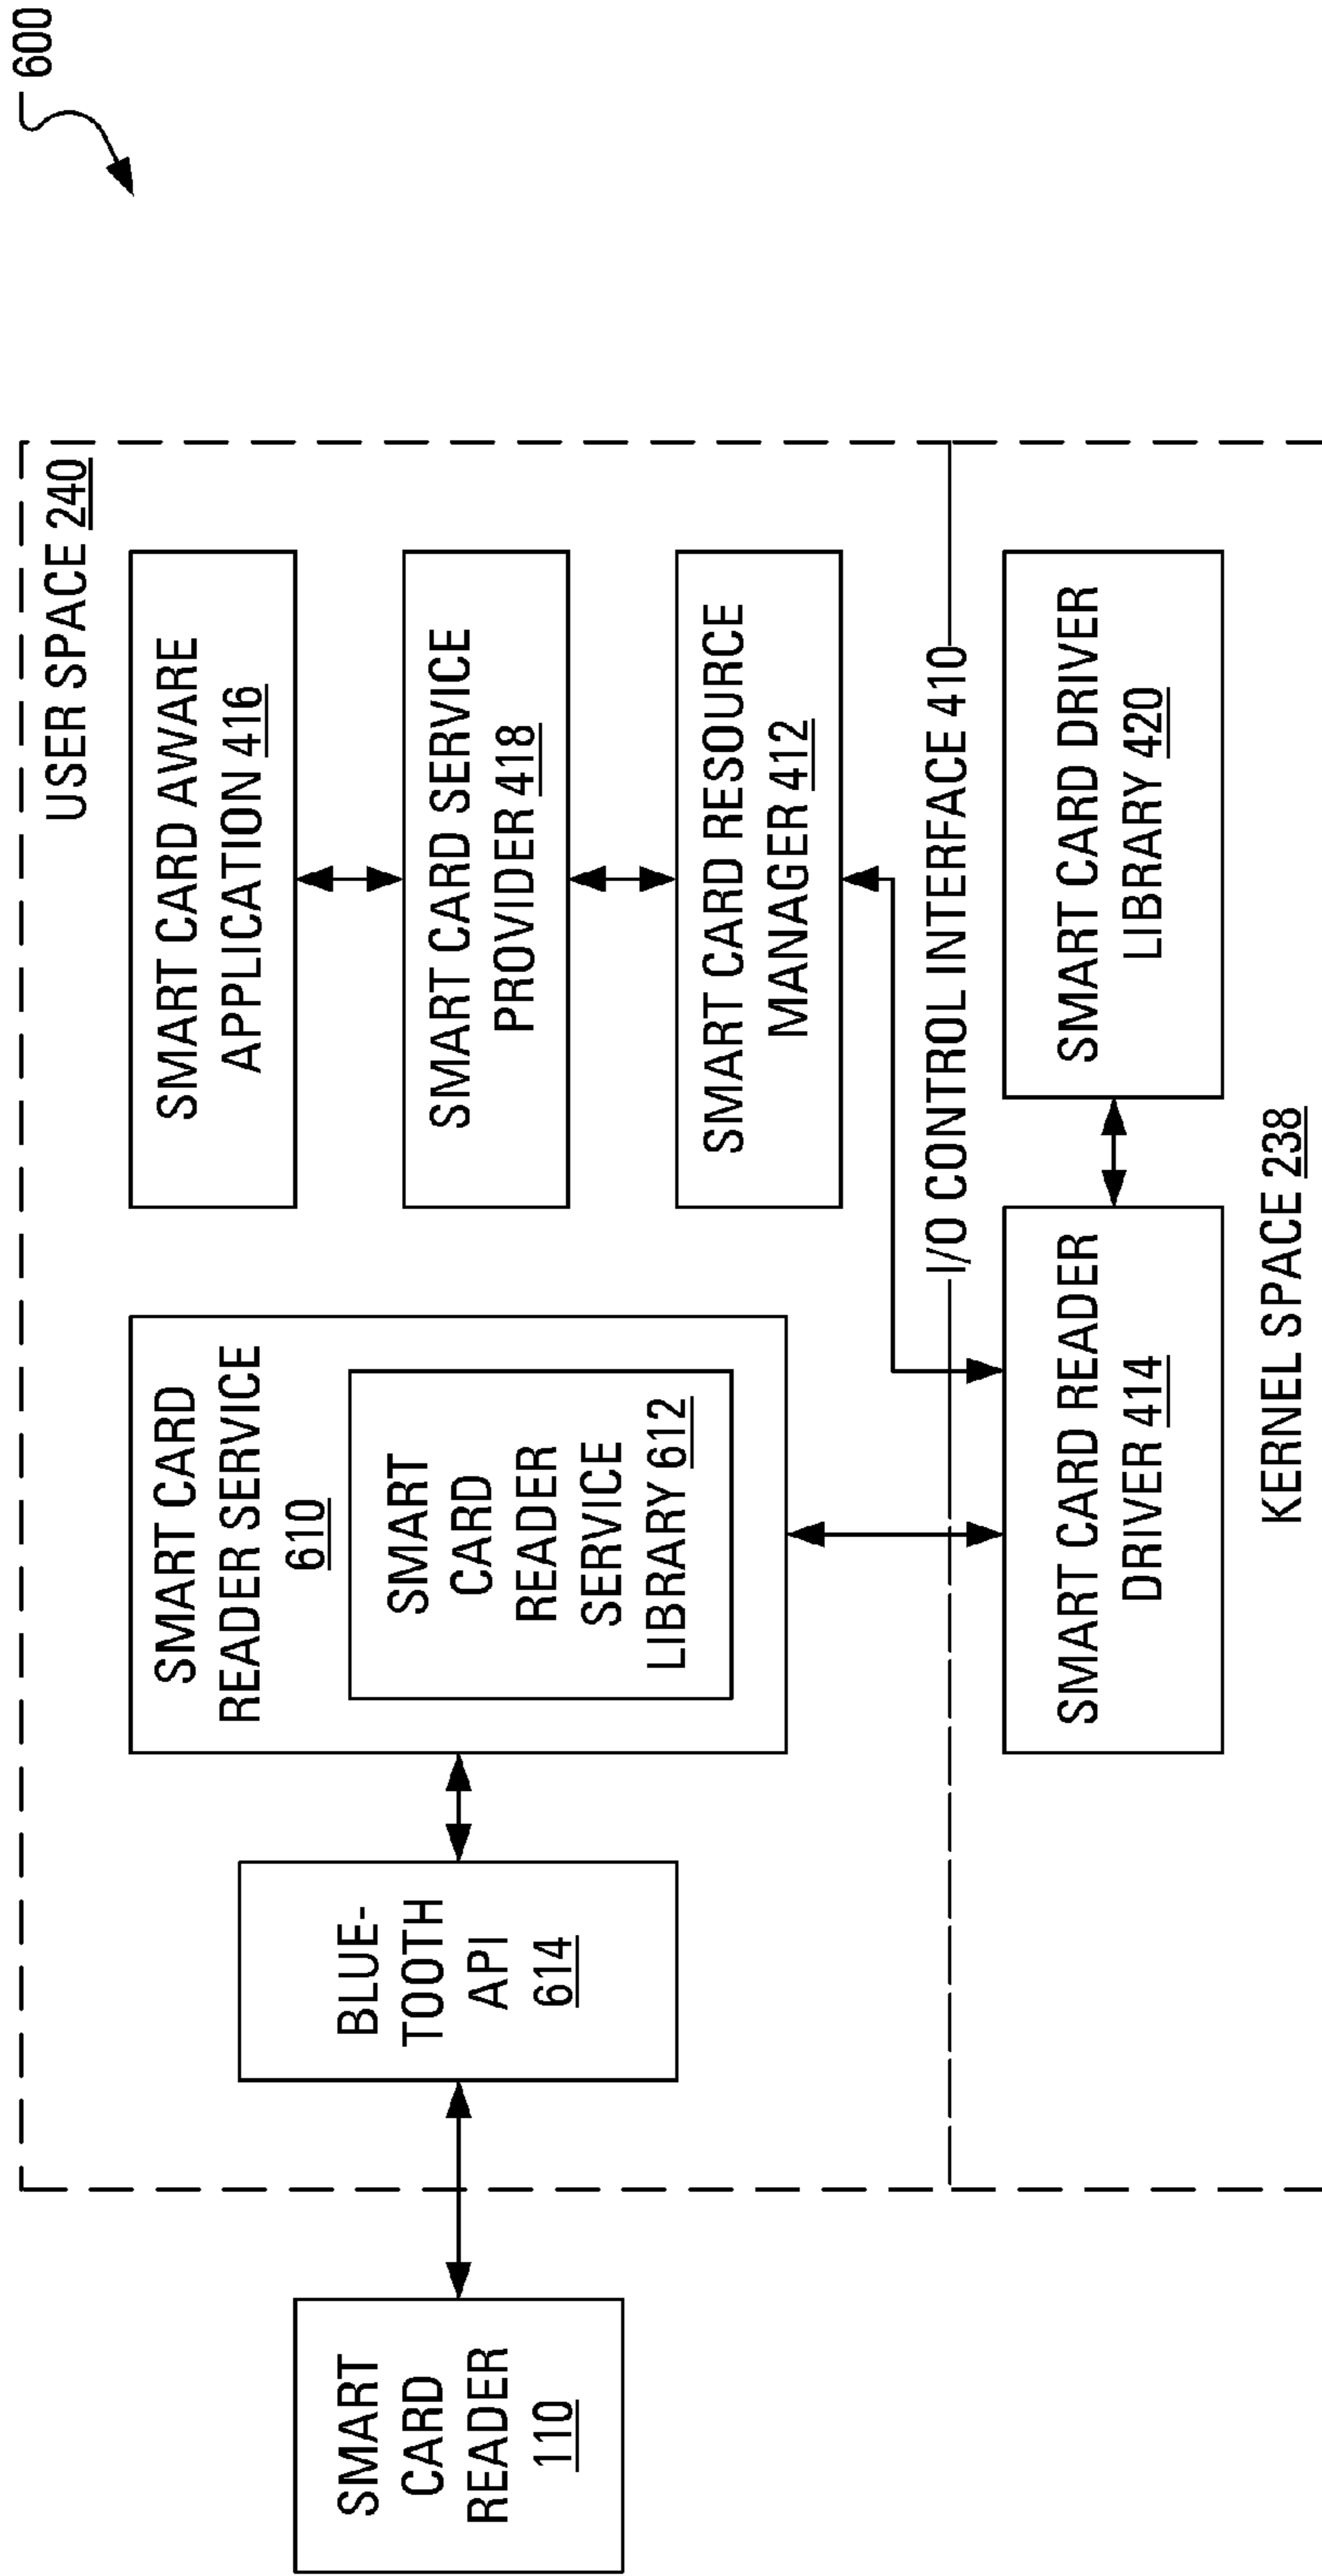 600
USER SPACE 240
SMART CARD
READER
110
BLUE-
TOOTH
API
614
SMART CARD
READER SERVICE
610
SMART
CARD
READER
SERVICE
LIBRARY 612
SMART CARD AWARE
APPLICATION 416
SMART CARD SERVICE
PROVIDER 418
SMART CARD RESOURCE
MANAGER 412
I/O CONTROL INTERFACE 410
SMART CARD READER
DRIVER 414
SMART CARD DRIVER
LIBRARY 420
KERNEL SPACE 238